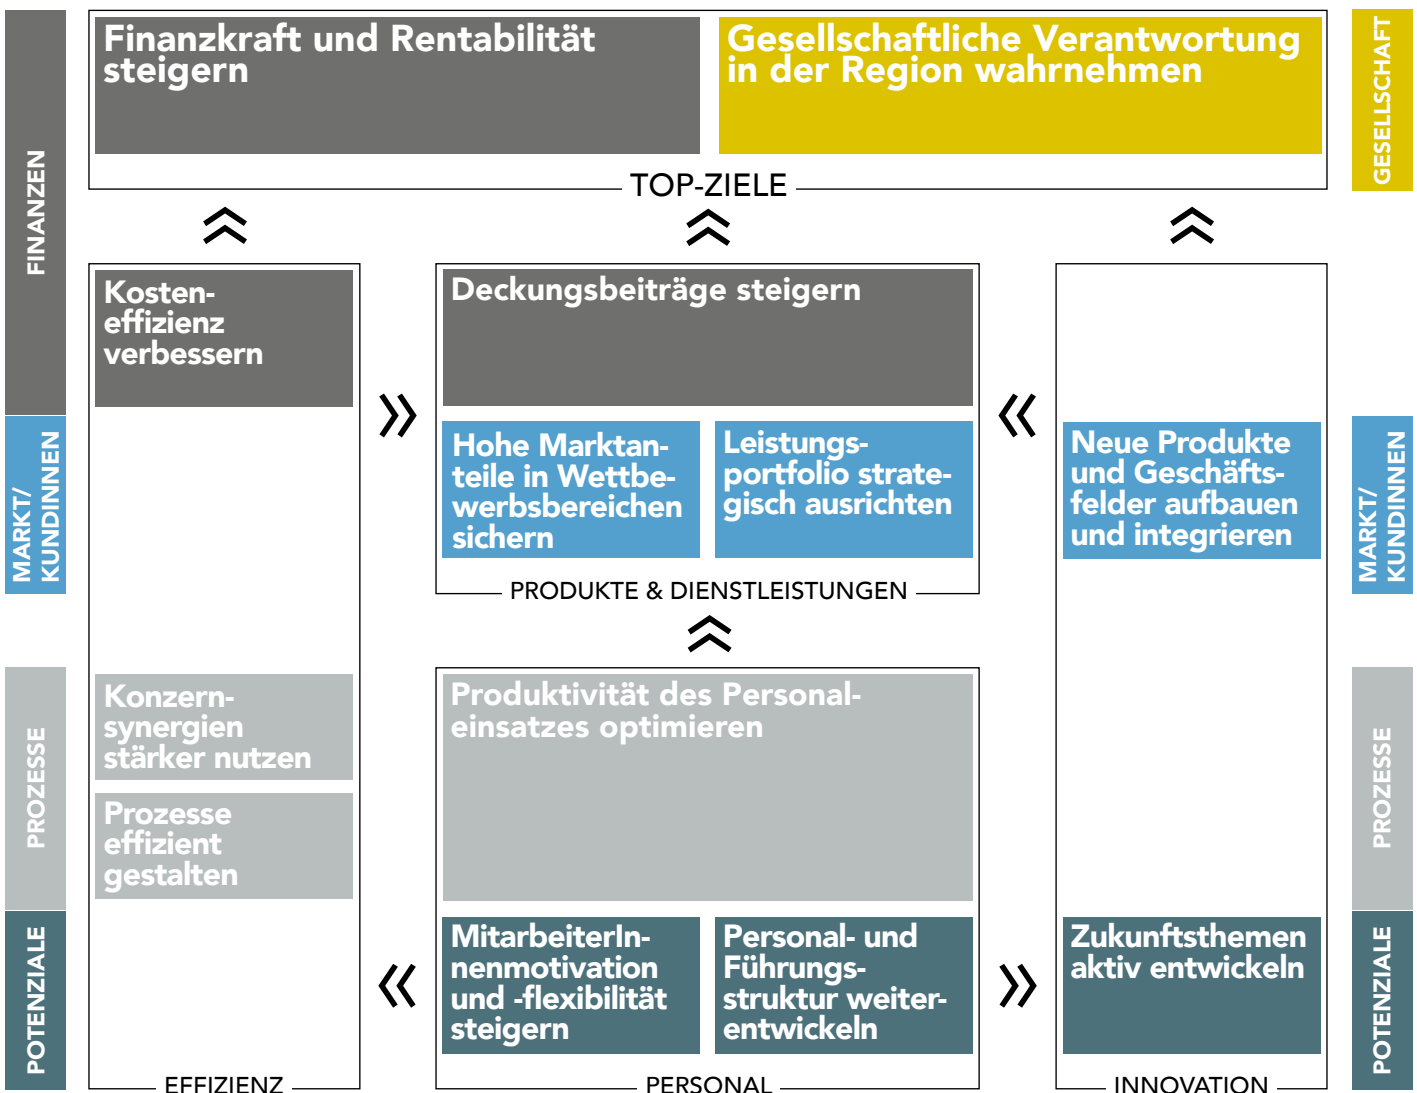 Finanzkraft und Rentabilität
steigern
Gesellschaftliche Verantwortung
in der Region wahrnehmen
TOP-ZIELE
FINANZEN
GESELLSCHAFT
Kosten-
effizienz
verbessern
Deckungsbeiträge steigern
MARKT/
KUNDINNEN
Hohe Marktan-
teile in Wettbe-
werbsbereichen
sichern
Leistungs-
portfolio strate-
gisch ausrichten
Neue Produkte
und Geschäfts-
felder aufbauen
und integrieren
MARKT/
KUNDINNEN
PRODUKTE & DIENSTLEISTUNGEN
PROZESSE
Konzern-
synergien
stärker nutzen
Prozesse
effizient
gestalten
Produktivität des Personal-
einsatzes optimieren
PROZESSE
POTENZIALE
MitarbeiterIn-
nenmotivation
und -flexibilität
steigern
Personal- und
Führungs-
struktur weiter-
entwickeln
Zukunftsthemen
aktiv entwickeln
POTENZIALE
EFFIZIENZ
PERSONAL
INNOVATION